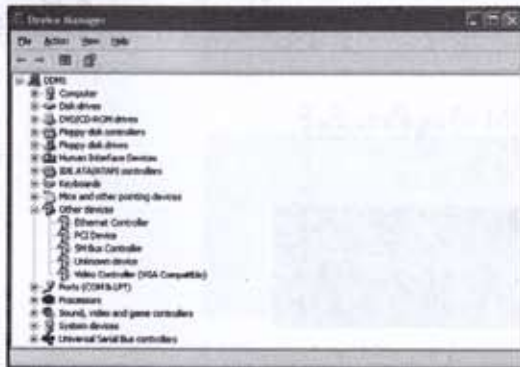 Device Manager
File Action View Help
Computer
Disk drives
DVD/CD-ROM drives
Floppy disk controllers
Floppy disk drives
Human Interface Devices
IDE ATA/ATAPI controllers
Keyboards
Mice and other pointing devices
Other devices
Ethernet Controller
PCI Device
SM Bus Controller
Unknown device
Video Controller (VGA Compatible)
Ports (COM & LPT)
Processors
Sound, video and game controllers
System devices
Universal Serial Bus controllers